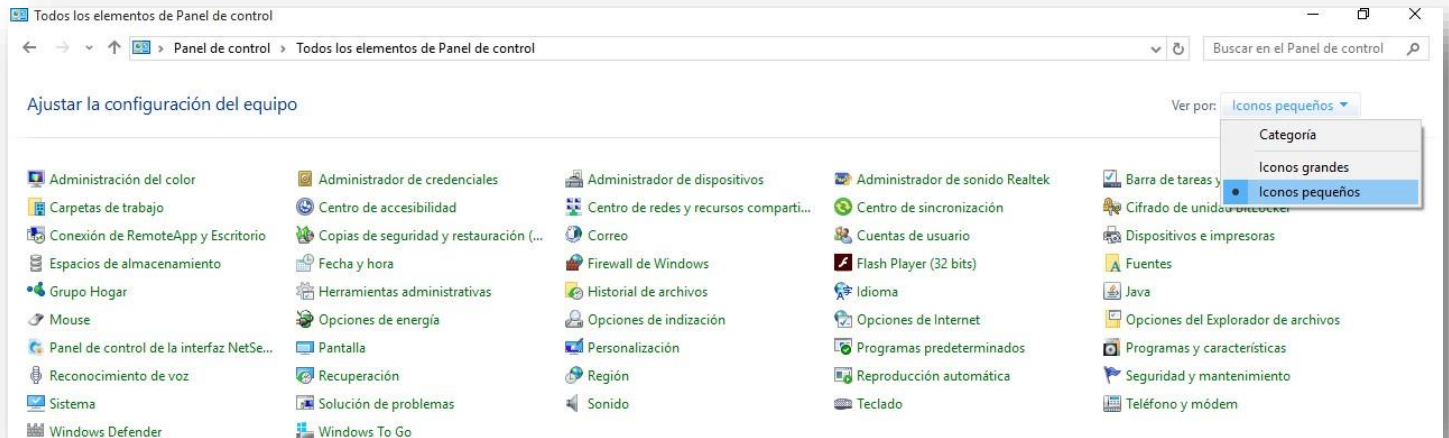 Todos los elementos de Panel de control
Panel de control > Todos los elementos de Panel de control
Buscar en el Panel de control
Ajustar la configuración del equipo
Ver por: Iconos pequeños
Categoría
Iconos grandes
Iconos pequeños
Administración del color
Administrador de credenciales
Administrador de dispositivos
Administrador de sonido Realtek
Barra de tareas y
Carpetas de trabajo
Centro de accesibilidad
Centro de redes y recursos comparti...
Centro de sincronización
Cifrado de unidad BitLocker
Conexión de RemoteApp y Escritorio
Copias de seguridad y restauración (...
Correo
Cuentas de usuario
Dispositivos e impresoras
Espacios de almacenamiento
Fecha y hora
Firewall de Windows
Flash Player (32 bits)
Fuentes
Grupo Hogar
Herramientas administrativas
Historial de archivos
Idioma
Java
Mouse
Opciones de energía
Opciones de indización
Opciones de Internet
Opciones del Explorador de archivos
Panel de control de la interfaz NetSe...
Pantalla
Personalización
Programas predeterminados
Programas y características
Reconocimiento de voz
Recuperación
Región
Reproducción automática
Seguridad y mantenimiento
Sistema
Solución de problemas
Sonido
Teclado
Teléfono y módem
Windows Defender
Windows To Go